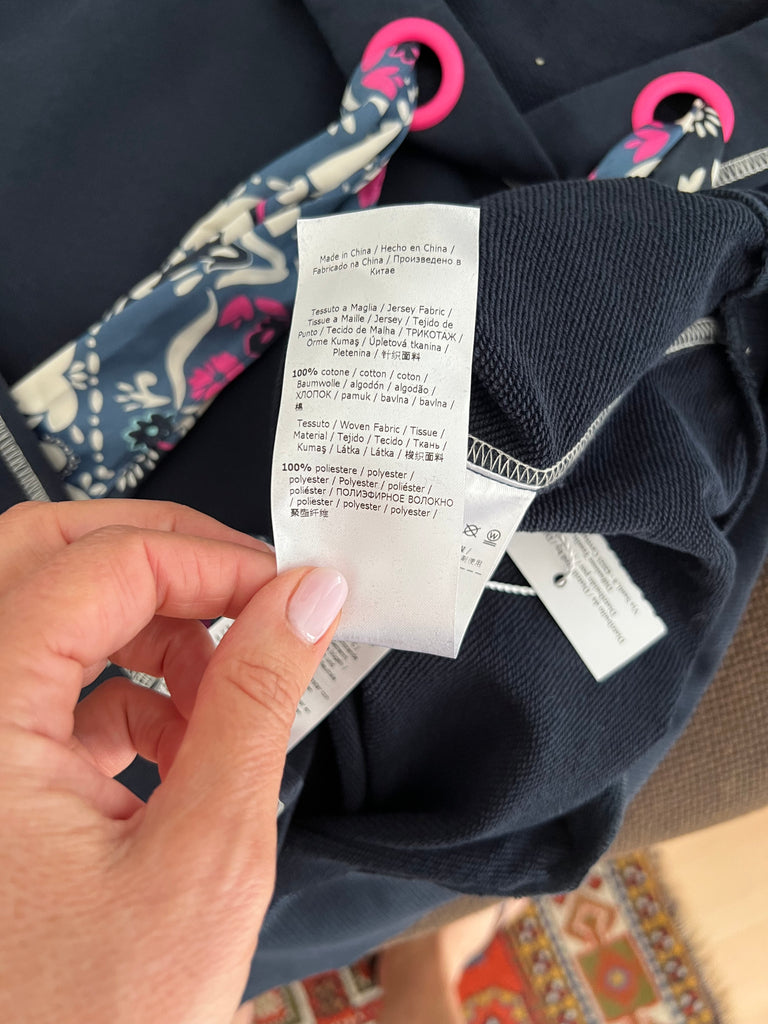 Made in China / Hecho en China /
Fabricado na China / Произведено в
Китае
Tessuto a Maglia / Jersey Fabric /
Tissue a Maille / Jersey / Tejido de
Punto / Tecido de Malha / ТРИКОТАЖ /
Örme Kumaş / Úpletová tkanina /
Pletenina / 针织面料
100% cotone / cotton / coton /
Baumwolle / algodón / algodão /
ХЛОПОК / pamuk / bavlna / bavlna /
棉
Tessuto / Woven Fabric / Tissue /
Material / Tejido / Tecido / Ткань /
Kumaş / Látka / Látka / 梭织面料
100% poliestere / polyester /
polyester / Polyester / poliéster /
poliéster / ПОЛИЭФИРНОЕ ВОЛОКНО
/ poliester / polyester / polyester /
聚酯纤维
W
使用